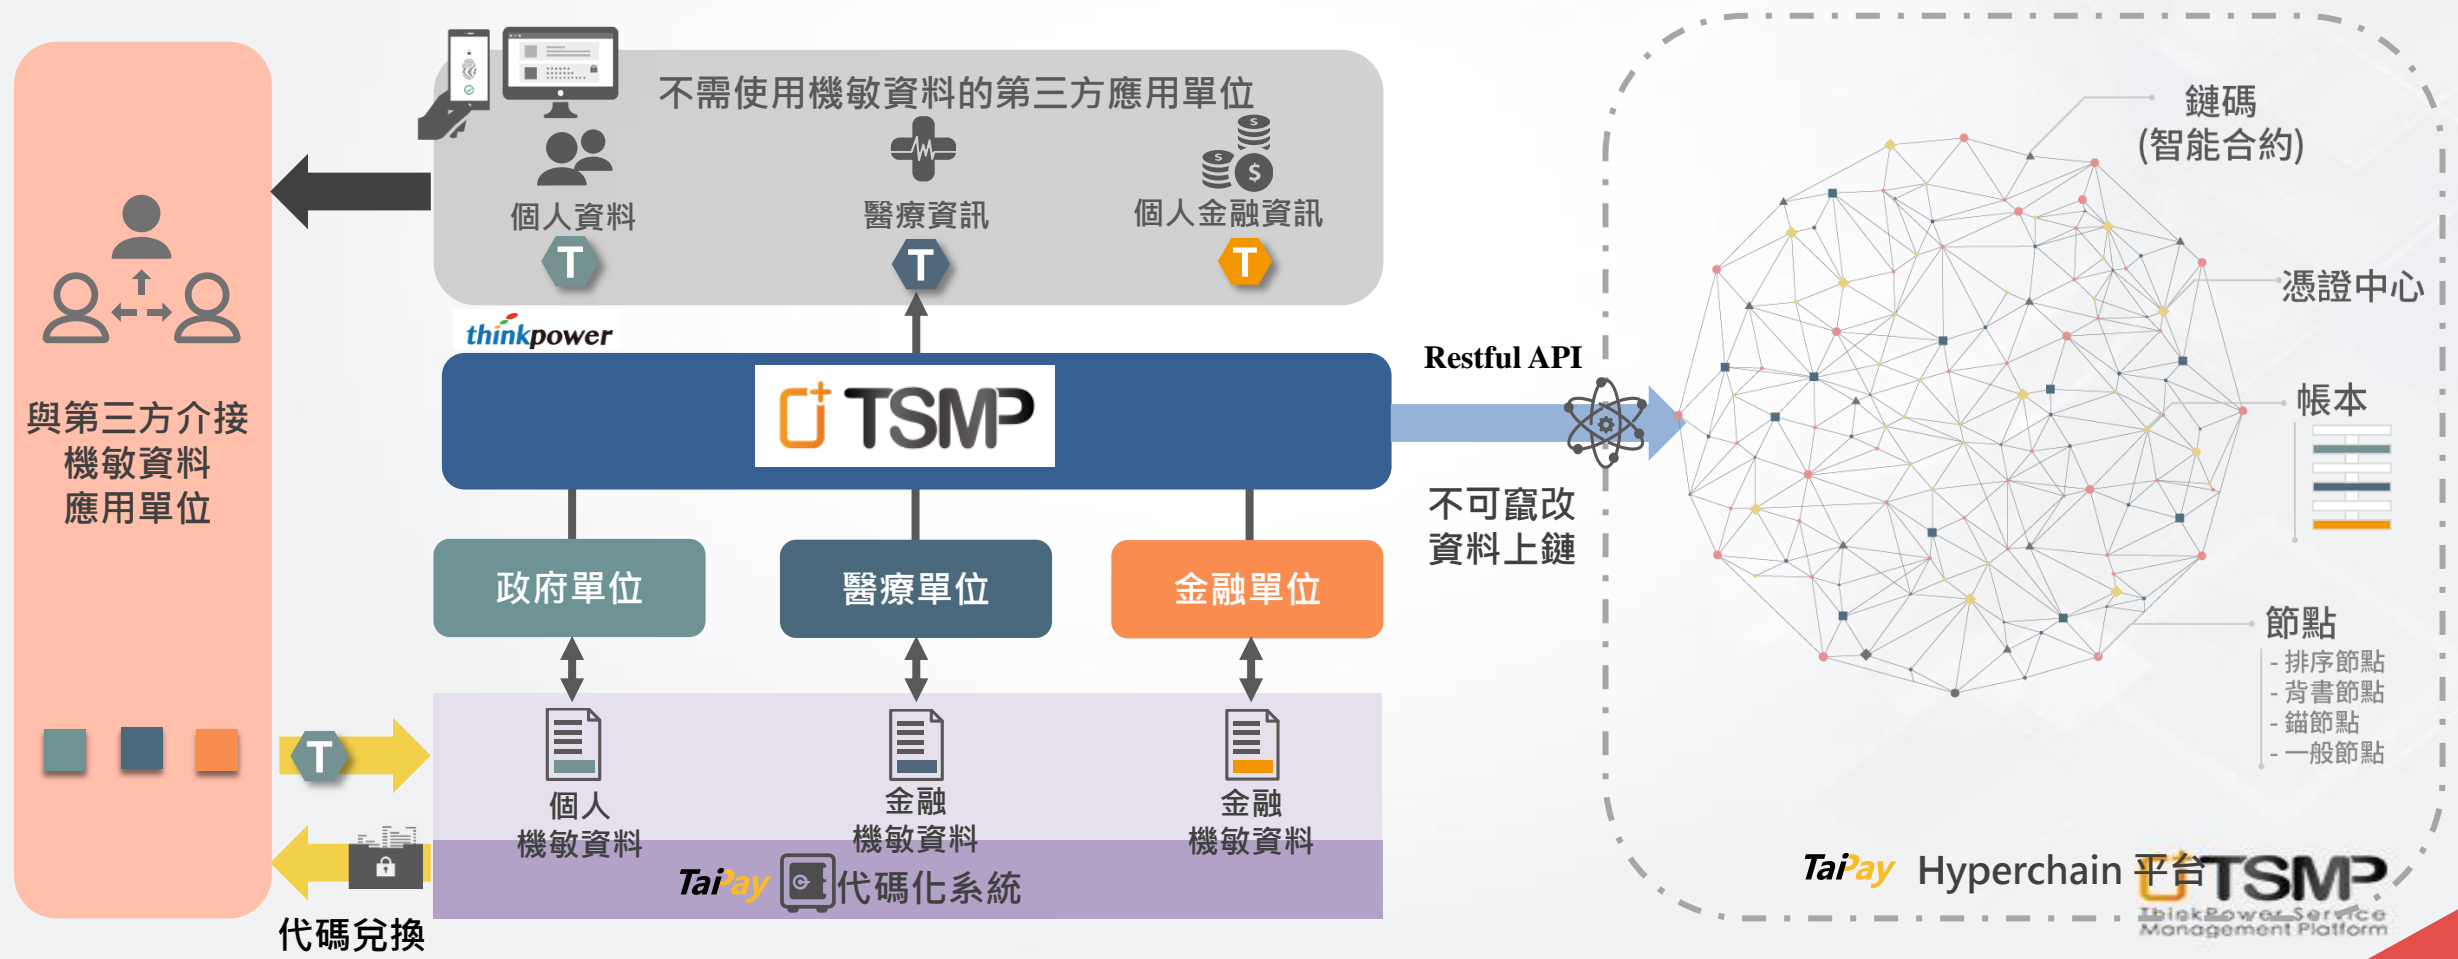 不需使用機敏資料的第三方應用單位
個人資料
醫療資訊
個人金融資訊
T
T
T
thinkpower
TSMP
Restful API
不可竄改
資料上鏈
與第三方介接
機敏資料
應用單位
政府單位
醫療單位
金融單位
T
個人
機敏資料
金融
機敏資料
金融
機敏資料
TaiPay 代碼化系統
代碼兌換
鏈碼
(智能合約)
憑證中心
帳本
節點
- 排序節點
- 背書節點
- 錨節點
- 一般節點
TaiPay Hyperchain 平台
TSMP
ThinkPower Service
Management Platform